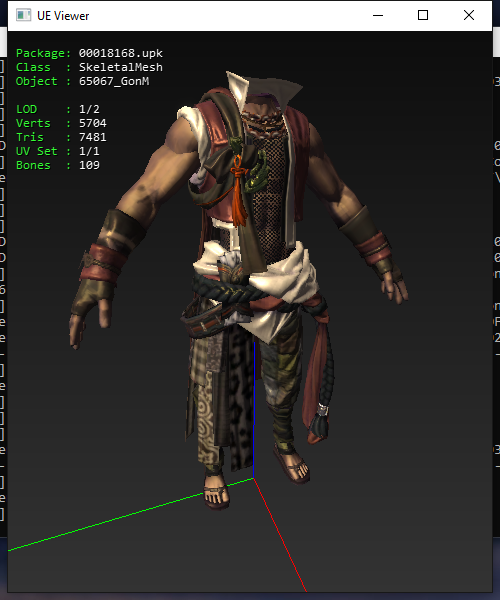 UE Viewer
Package: 00018168.upk
Class  : SkeletalMesh
Object : 65067_GonM
LOD    : 1/2
Verts  : 5704
Tris   : 7481
UV Set : 1/1
Bones  : 109